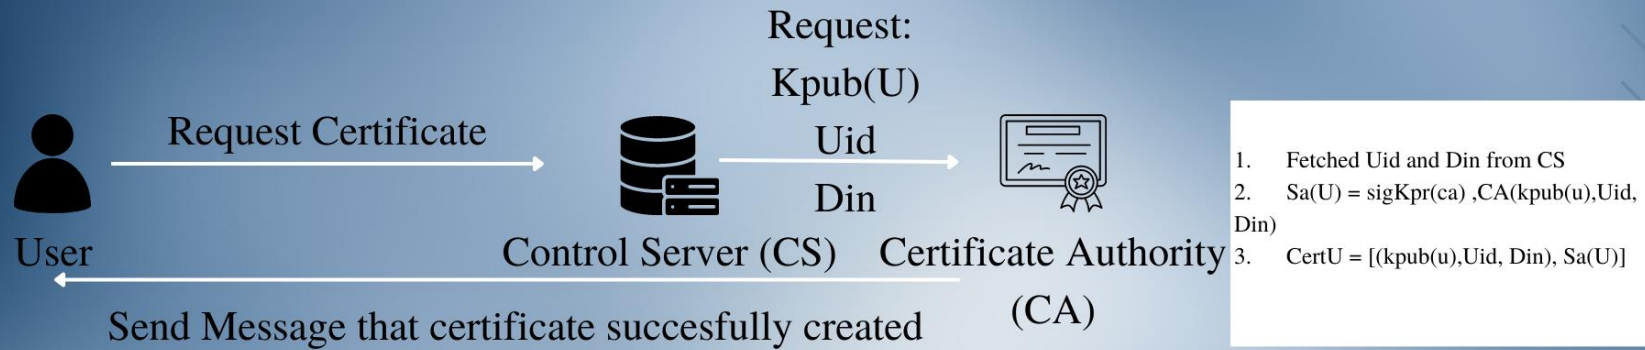 Request:
Kpub(U)
Uid
Din
Request Certificate
User
Control Server (CS)
Certificate Authority
(CA)
Send Message that certificate succesfully created
1. Fetched Uid and Din from CS
2. Sa(U) = sigKpr(ca) ,CA(kpub(u),Uid,
Din)
3. CertU = [(kpub(u),Uid, Din), Sa(U)]